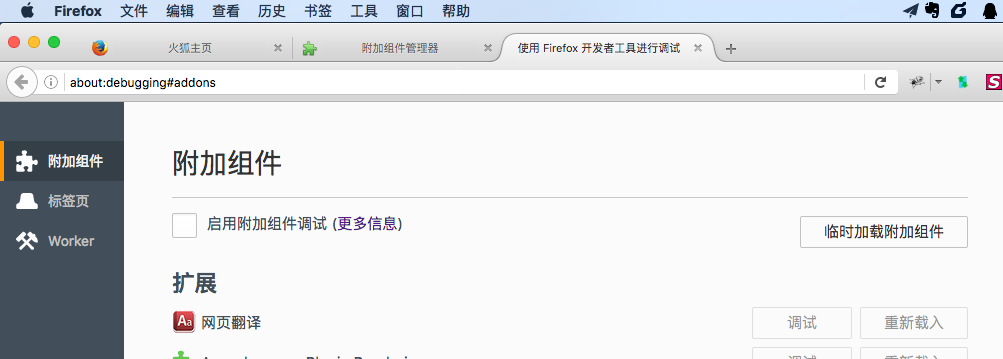 Firefox 文件 编辑 查看 历史 书签 工具 窗口 帮助
火狐主页 附加组件管理器 使用 Firefox 开发者工具进行调试
about:debugging#addons
附加组件
标签页
Worker
附加组件
启用附加组件调试 (更多信息)
临时加载附加组件
扩展
网页翻译 调试 重新载入
调试 重新载入